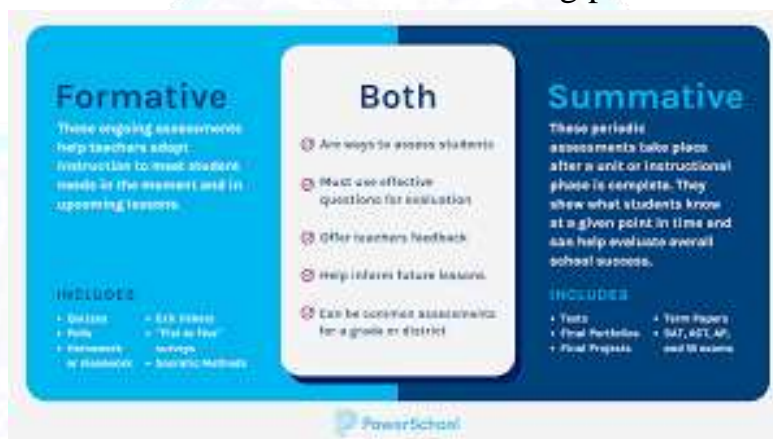 Formative
These ongoing assessments
help teachers adapt
instruction to meet student
needs in the moment and in
upcoming lessons.
INCLUDES
• Quizzes
• Polls
• Homework
or classwork
• Exit tickets
• "Fist to Five"
surveys
• Socratic Methods
Both
Are ways to assess students
Must use effective
questions for evaluation
Offer teachers feedback
Help inform future lessons
Can be common assessments
for a grade or district
Summative
These periodic
assessments take place
after a unit or instructional
phase is complete. They
show what students know
at a given point in time and
can help evaluate overall
school success.
INCLUDES
• Tests
• Final Portfolios
• Final Projects
• Term Papers
• SAT, ACT, AP,
and IB exams
PowerSchool